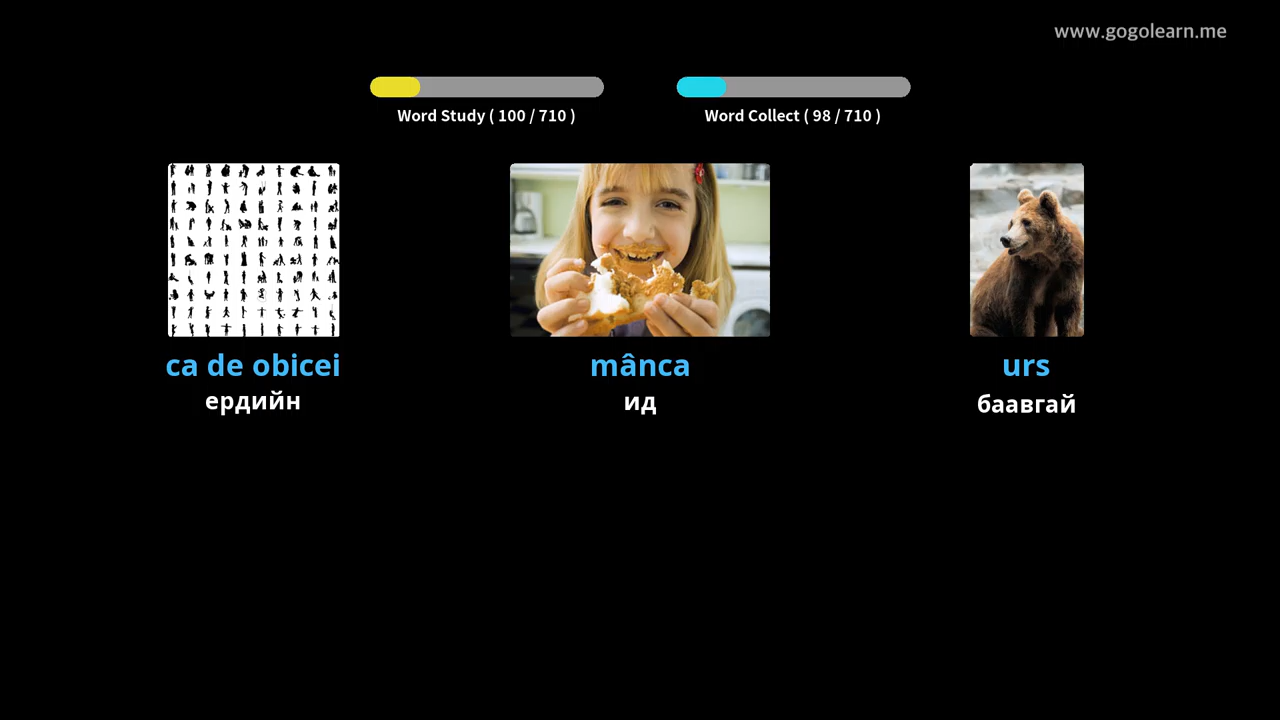 www.gogolearn.me
Word Study ( 100 / 710 )
Word Collect ( 98 / 710 )
ca de obicei
ердийн
mânca
ид
urs
баавгай